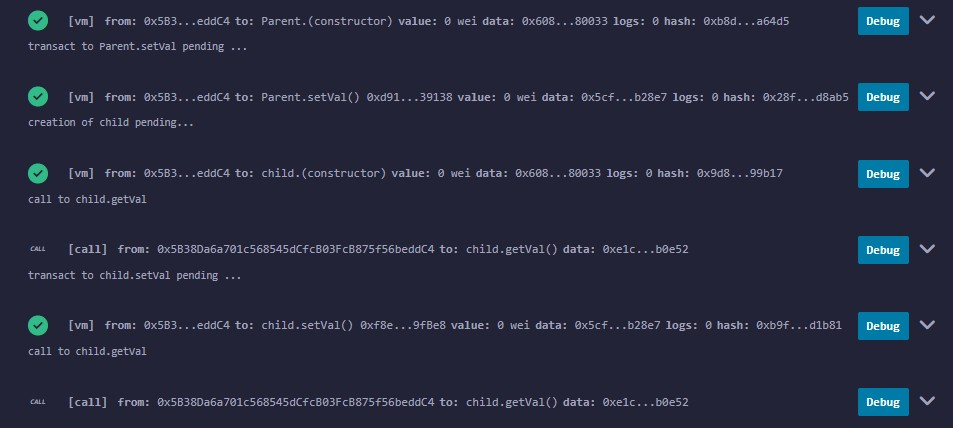 [vm] from: 0x5B3...eddC4 to: Parent.(constructor) value: 0 wei data: 0x608...80033 logs: 0 hash: 0xb8d...a64d5 Debug
transact to Parent.setVal pending ...
[vm] from: 0x5B3...eddC4 to: Parent.setVal() 0xd91...39138 value: 0 wei data: 0x5cf...b28e7 logs: 0 hash: 0x28f...d8ab5 Debug
creation of child pending...
[vm] from: 0x5B3...eddC4 to: child.(constructor) value: 0 wei data: 0x608...80033 logs: 0 hash: 0x9d8...99b17 Debug
call to child.getVal
CALL [call] from: 0x5B38Da6a701c568545dCfcB03FcB875f56beddC4 to: child.getVal() data: 0xe1c...b0e52 Debug
transact to child.setVal pending ...
[vm] from: 0x5B3...eddC4 to: child.setVal() 0xf8e...9fBe8 value: 0 wei data: 0x5cf...b28e7 logs: 0 hash: 0xb9f...d1b81 Debug
call to child.getVal
CALL [call] from: 0x5B38Da6a701c568545dCfcB03FcB875f56beddC4 to: child.getVal() data: 0xe1c...b0e52 Debug